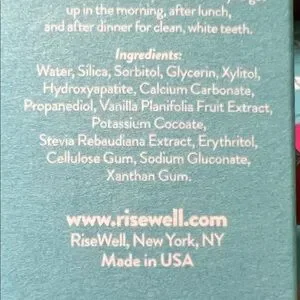 up in the morning, after lunch,
and after dinner for clean, white teeth.
Ingredients:
Water, Silica, Sorbitol, Glycerin, Xylitol,
Hydroxyapatite, Calcium Carbonate,
Propanediol, Vanilla Planifolia Fruit Extract,
Potassium Cocoate,
Stevia Rebaudiana Extract, Erythritol,
Cellulose Gum, Sodium Gluconate,
Xanthan Gum.
www.risewell.com
RiseWell, New York, NY
Made in USA